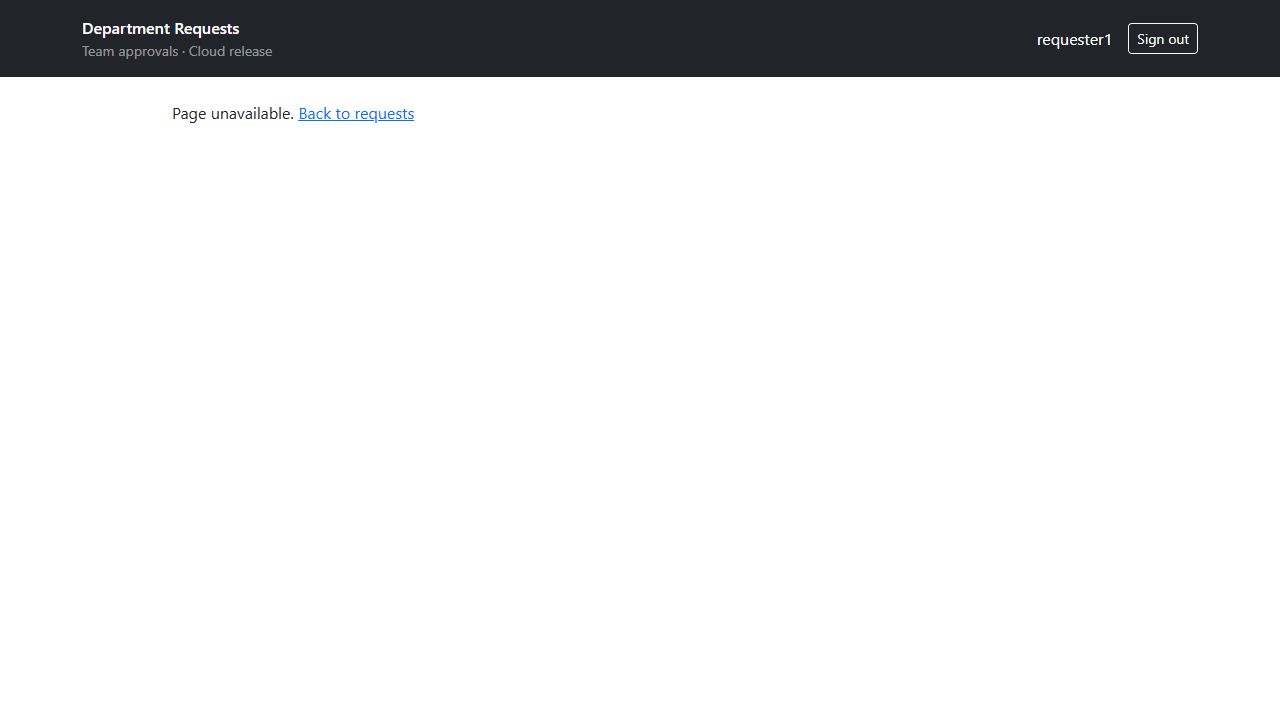 Department Requests
Team approvals · Cloud release
requester1
Sign out
Page unavailable. Back to requests